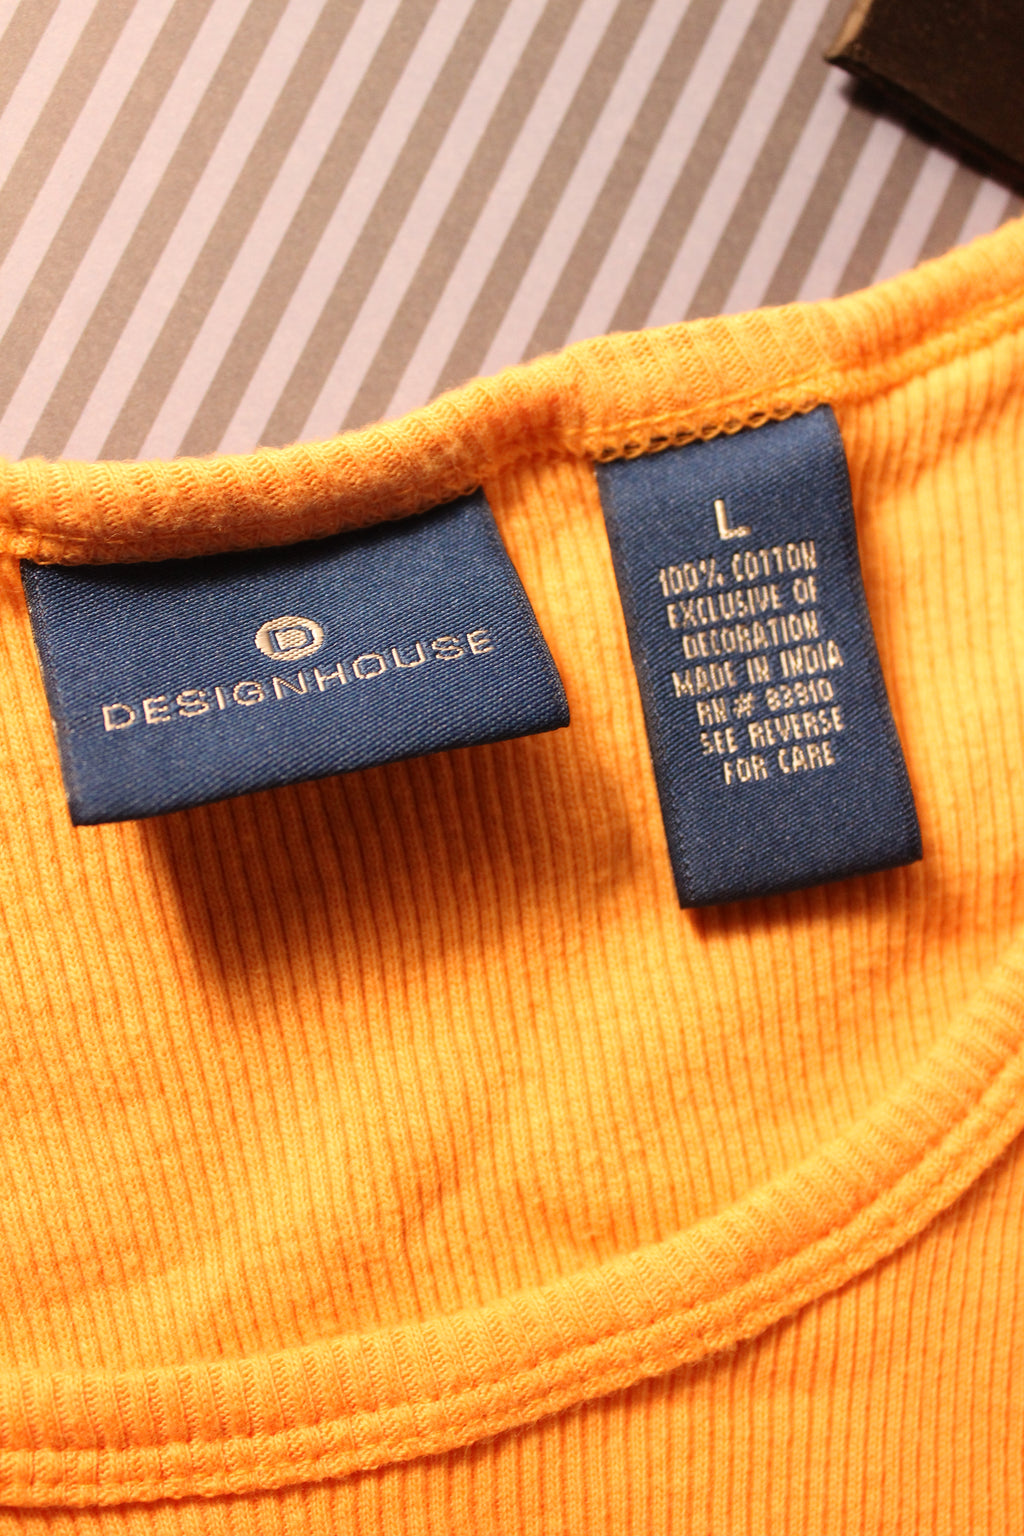 D
DESIGNHOUSE
L
100% COTTON
EXCLUSIVE OF
DECORATION
MADE IN INDIA
RN # 83910
SEE REVERSE
FOR CARE